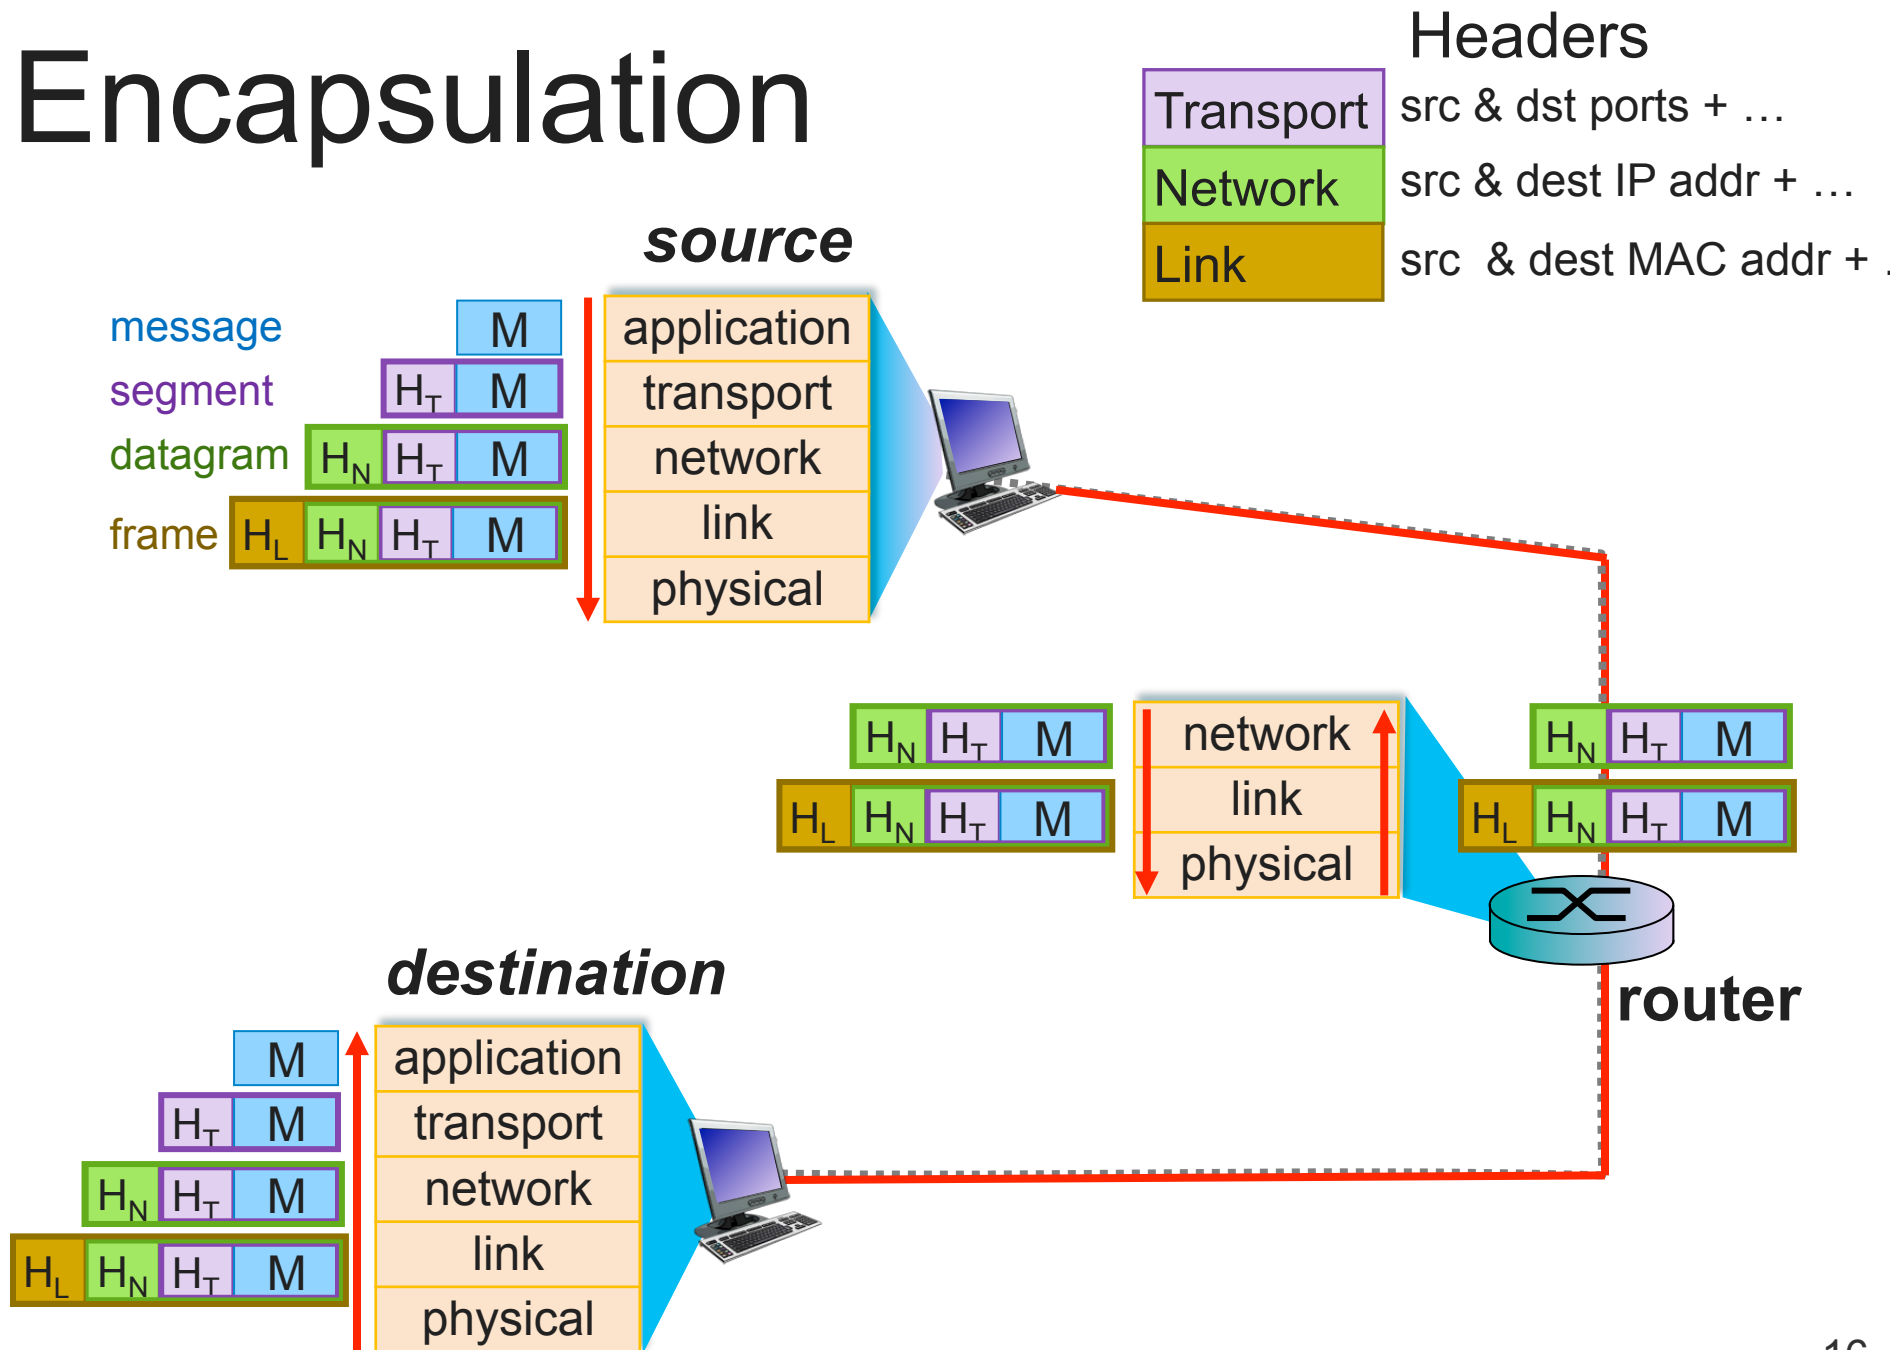 Encapsulation
Headers
Transport src & dst ports + …
Network src & dest IP addr + …
Link src & dest MAC addr + .
source
message M application
segment HT M transport
datagram HN HT M network
frame HL HN HT M link
physical
HN HT M network HN HT M
HL HN HT M link HL HN HT M
physical
router
destination
M application
HT M transport
HN HT M network
HL HN HT M link
physical
16